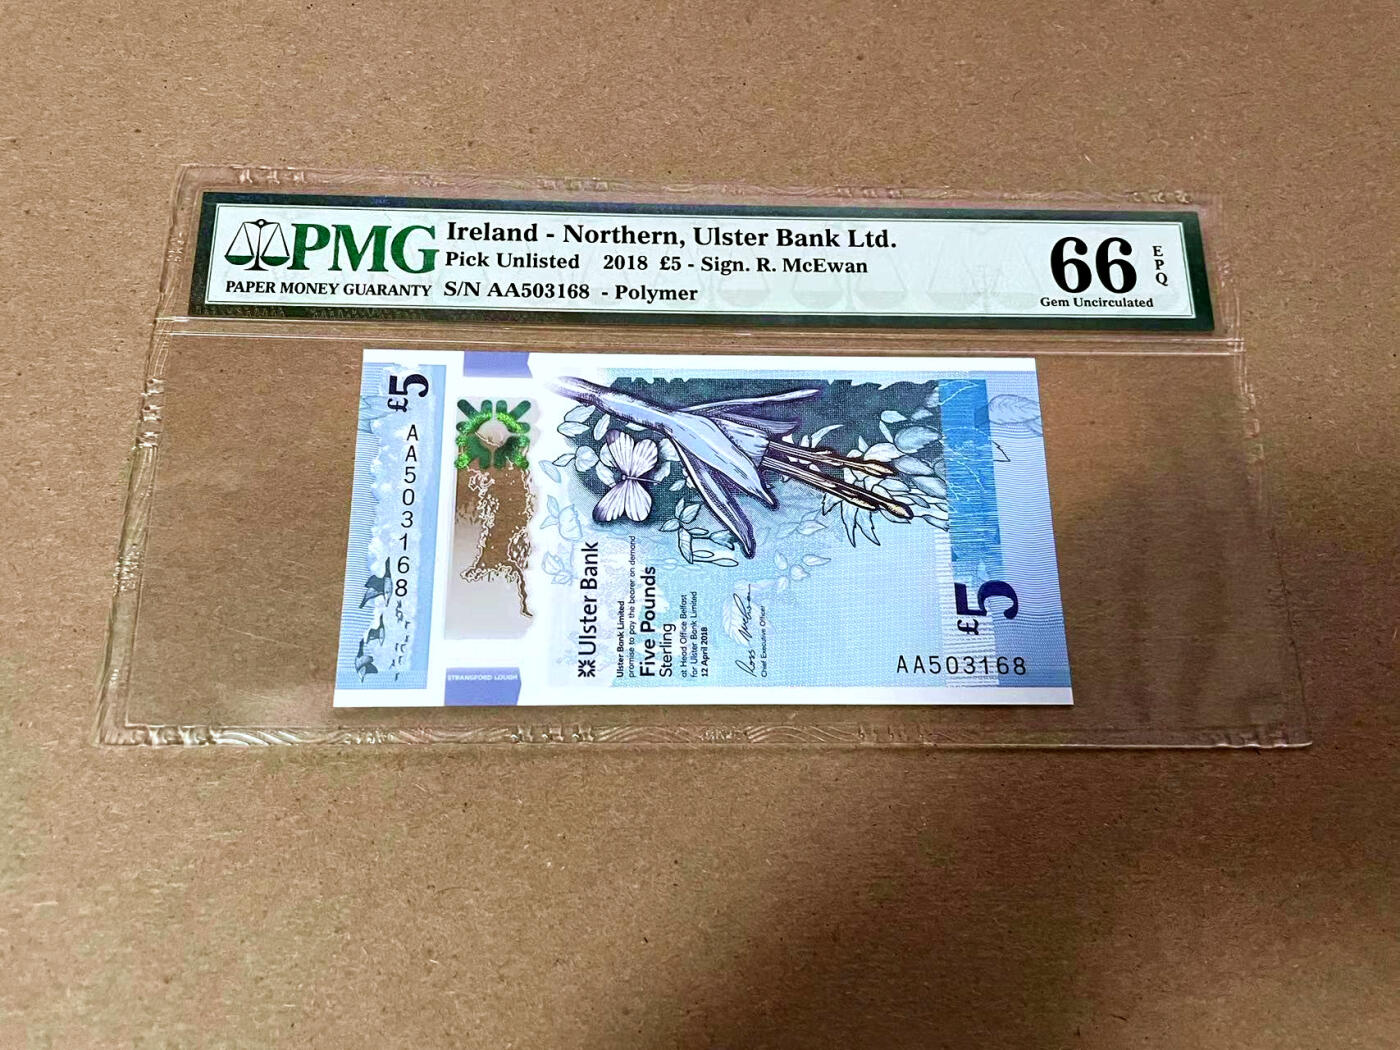 PMG
PAPER MONEY GUARANTY
Ireland - Northern, Ulster Bank Ltd.
Pick Unlisted 2018 £5 - Sign. R. McEwan
S/N AA503168 - Polymer
66
Gem Uncirculated
EPQ
£5
AA503168
STRANGFORD LOUGH
Ulster Bank
Ulster Bank Limited
promise to pay the bearer on demand
Five Pounds
Sterling
at Head Office Belfast
for Ulster Bank Limited
12 April 2018
Ross McEwan
Chief Executive Officer
£5
AA503168